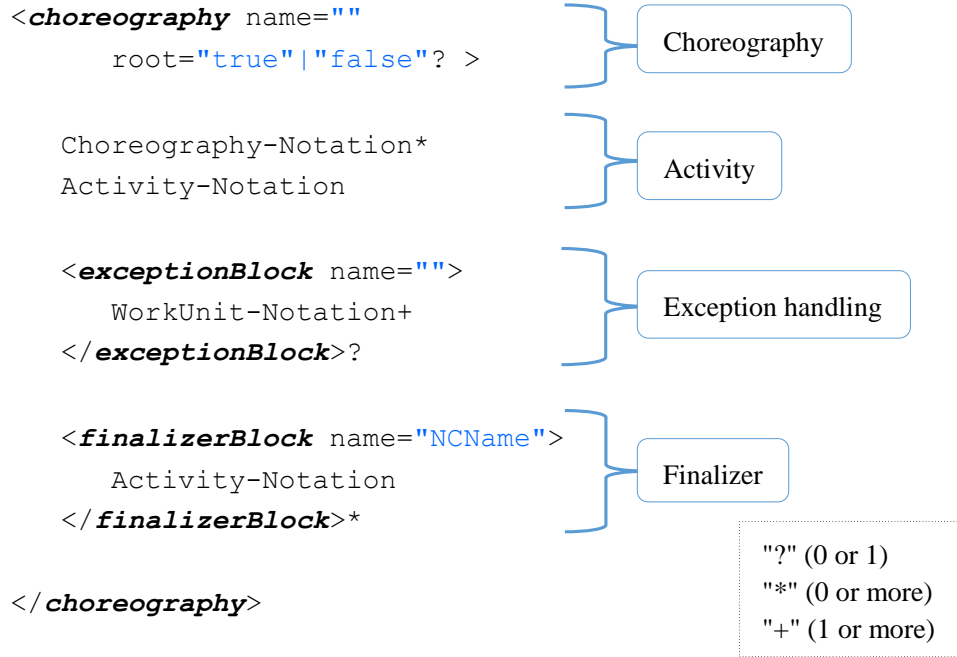 <choreography name=""
root="true"|"false"? >
Choreography
Choreography-Notation*
Activity-Notation
Activity
<exceptionBlock name="">
WorkUnit-Notation+
</exceptionBlock>?
Exception handling
<finalizerBlock name="NCName">
Activity-Notation
</finalizerBlock>*
Finalizer
</choreography>
"?" (0 or 1)
"*" (0 or more)
"+" (1 or more)